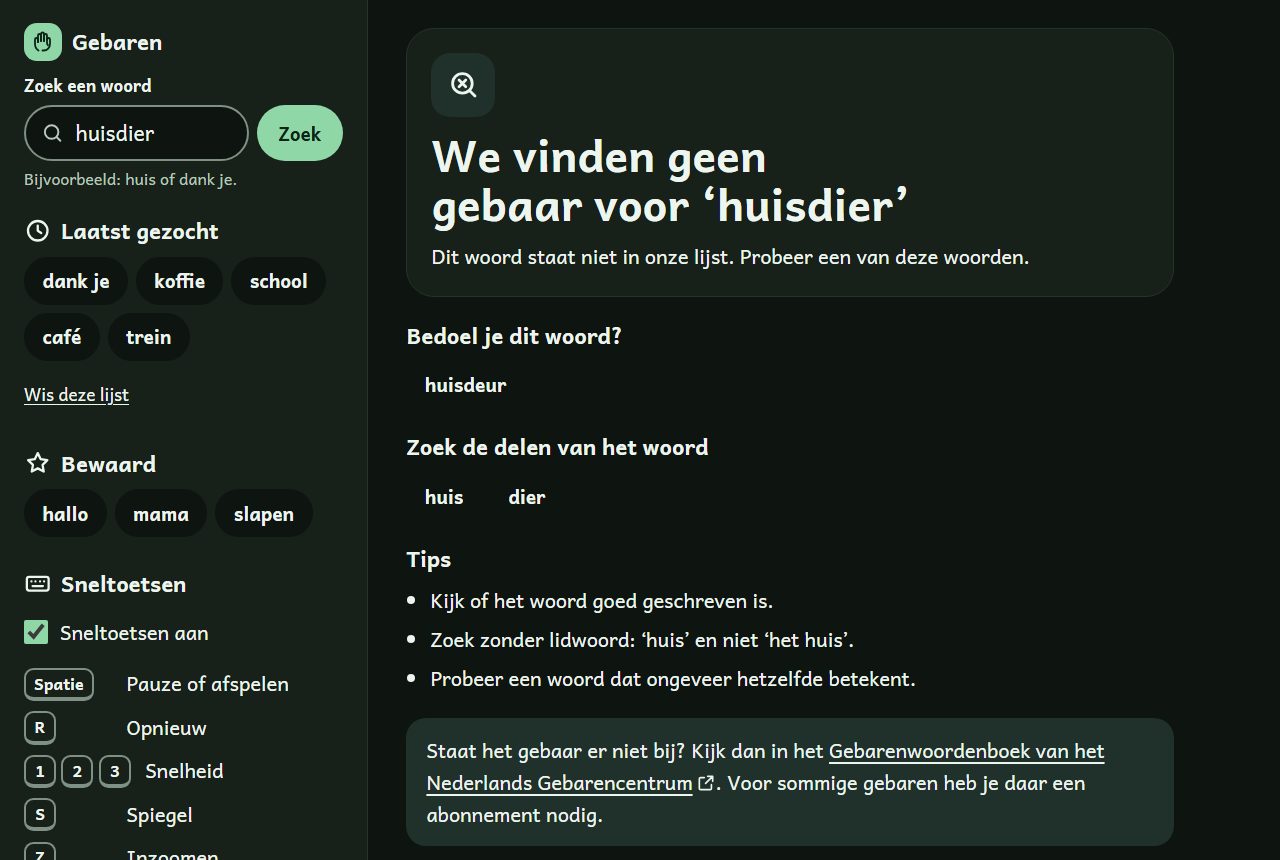 Gebaren
Zoek een woord
huisdier
Zoek
Bijvoorbeeld: huis of dank je.
Laatst gezocht
dank je
koffie
school
café
trein
Wis deze lijst
Bewaard
hallo
mama
slapen
Sneltoetsen
Sneltoetsen aan
Spatie Pauze of afspelen
R Opnieuw
1 2 3 Snelheid
S Spiegel
Z Inzoomen
We vinden geen
gebaar voor ‘huisdier’
Dit woord staat niet in onze lijst. Probeer een van deze woorden.
Bedoel je dit woord?
huisdeur
Zoek de delen van het woord
huis
dier
Tips
Kijk of het woord goed geschreven is.
Zoek zonder lidwoord: ‘huis’ en niet ‘het huis’.
Probeer een woord dat ongeveer hetzelfde betekent.
Staat het gebaar er niet bij? Kijk dan in het Gebarenwoordenboek van het
Nederlands Gebarencentrum. Voor sommige gebaren heb je daar een
abonnement nodig.